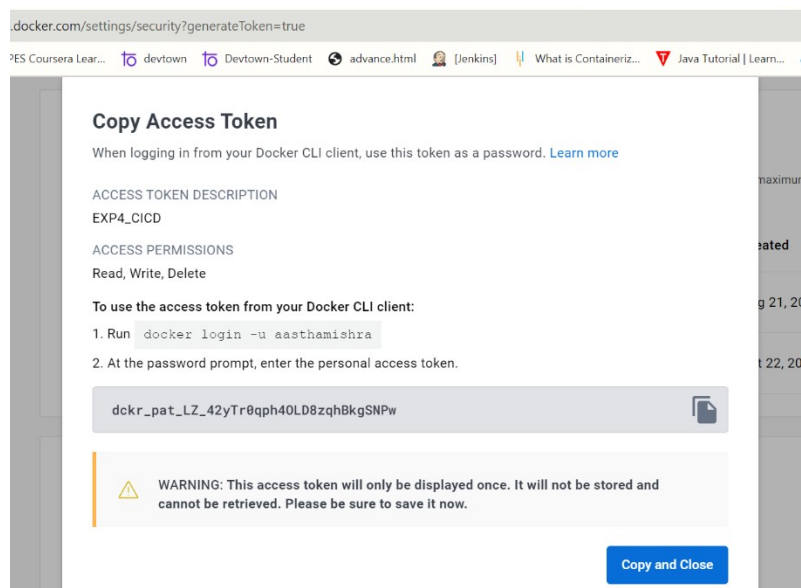 .docker.com/settings/security?generateToken=true
PES Coursera Lear... devtown Devtown-Student advance.html [Jenkins] What is Containeriz... Java Tutorial | Learn...
Copy Access Token
When logging in from your Docker CLI client, use this token as a password. Learn more
maximum
ACCESS TOKEN DESCRIPTION
EXP4_CICD
eated
ACCESS PERMISSIONS
Read, Write, Delete
To use the access token from your Docker CLI client:
g 21, 20
1. Run docker login -u aasthamishra
2. At the password prompt, enter the personal access token.
t 22, 20
dckr_pat_LZ_42yTr0qph4OLD8zqhBkgSNPw
WARNING: This access token will only be displayed once. It will not be stored and
cannot be retrieved. Please be sure to save it now.
Copy and Close